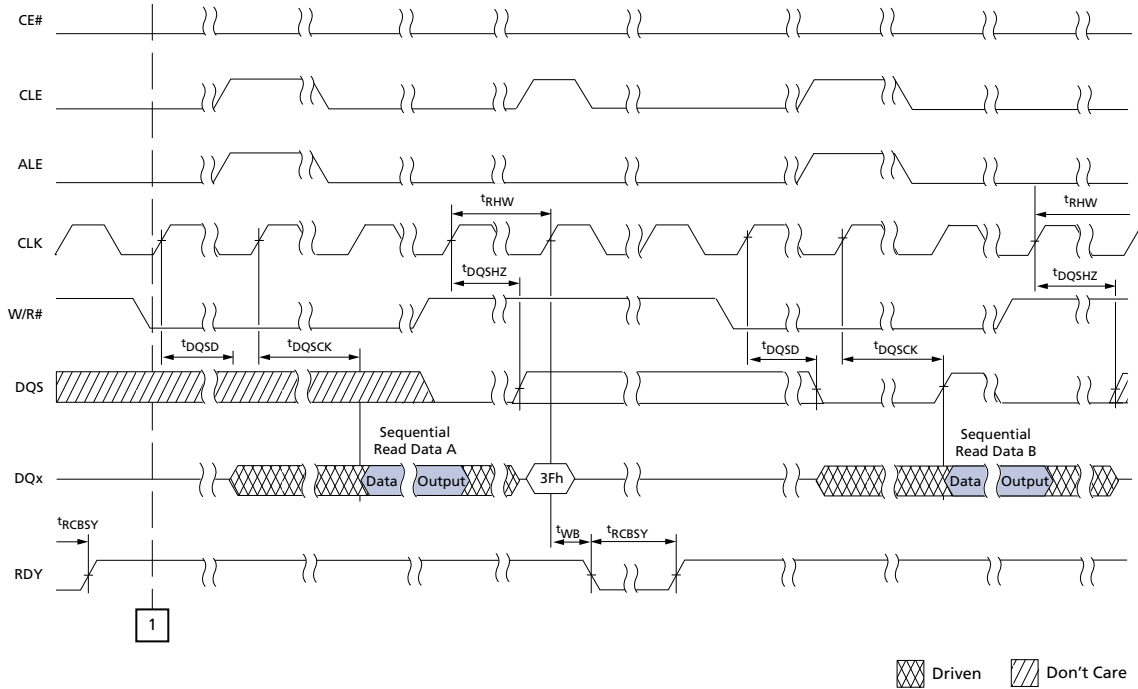 CE#
CLE
ALE
tRHW
tRHW
CLK
tDQSHZ
tDQSHZ
W/R#
tDQSD
tDQSCK
tDQSD
tDQSCK
DQS
Sequential
Read Data A
Sequential
Read Data B
DQx
Data
Output
3Fh
Data
Output
tRCBSY
tWB
tRCBSY
RDY
1
Driven
Don't Care